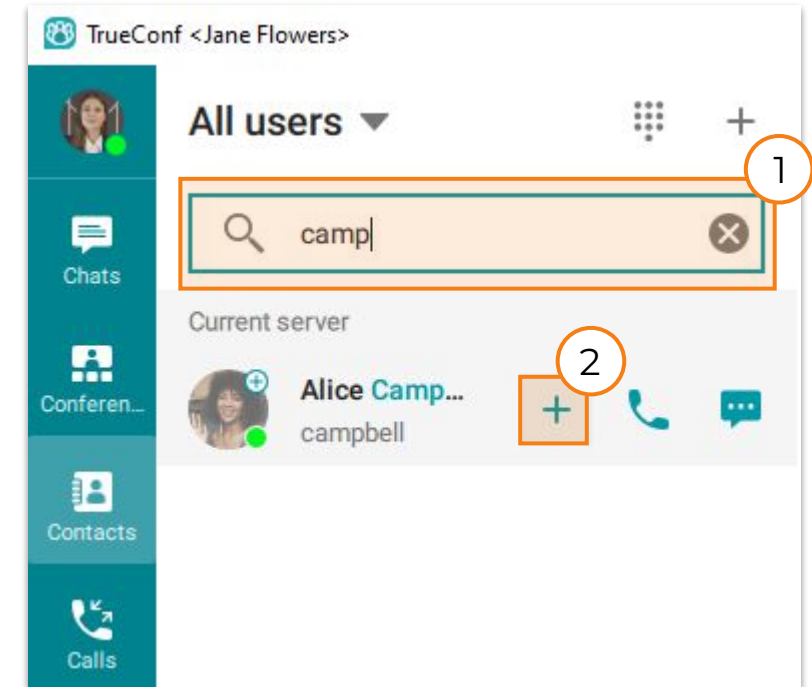 TrueConf <Jane Flowers>
All users
1
camp
Chats
Current server
2
Conferen...
Alice Camp...
campbell
Contacts
Calls